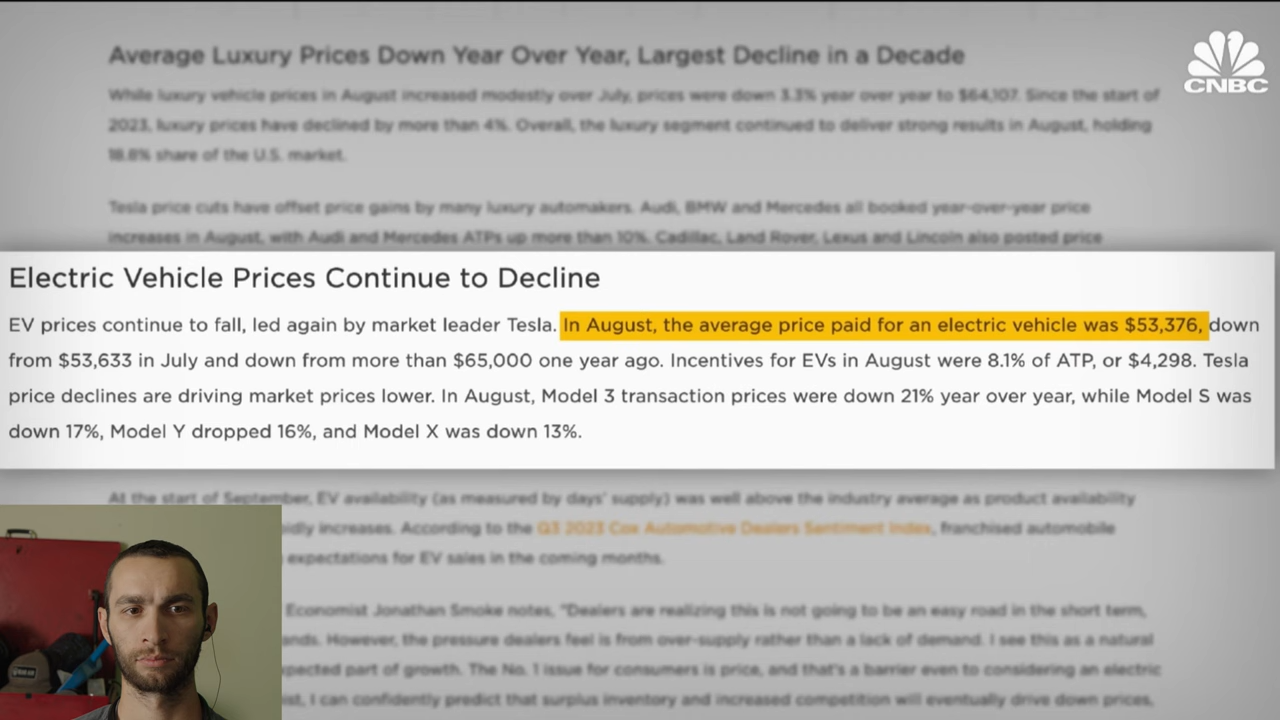 Average Luxury Prices Down Year Over Year, Largest Decline in a Decade
CNBC
While luxury vehicle prices in August increased modestly over July, prices were down 3.3% year over year to $64,107. Since the start of
2023, luxury prices have declined by more than 4%. Overall, the luxury segment continued to deliver strong results in August, holding
18.8% share of the U.S. market.
Tesla price cuts have offset price gains by many luxury automakers. Audi, BMW and Mercedes all booked year-over-year price
increases in August, with Audi and Mercedes ATPs up more than 10%. Cadillac, Land Rover, Lexus and Lincoln also posted price
Electric Vehicle Prices Continue to Decline
EV prices continue to fall, led again by market leader Tesla. In August, the average price paid for an electric vehicle was $53,376, down
from $53,633 in July and down from more than $65,000 one year ago. Incentives for EVs in August were 8.1% of ATP, or $4,298. Tesla
price declines are driving market prices lower. In August, Model 3 transaction prices were down 21% year over year, while Model S was
down 17%, Model Y dropped 16%, and Model X was down 13%.
At the start of September, EV availability (as measured by days' supply) was well above the industry average as product availability
increases. According to the Q3 2023 Cox Automotive Dealers Sentiment Index, franchised automobile
expectations for EV sales in the coming months.
Economist Jonathan Smoke notes, "Dealers are realizing this is not going to be an easy road in the short term,
However, the pressure dealers feel is from over-supply rather than a lack of demand. I see this as a natural
part of growth. The No. 1 issue for consumers is price, and that's a barrier even to considering an electric
I can confidently predict that surplus inventory and increased competition will eventually drive down prices,